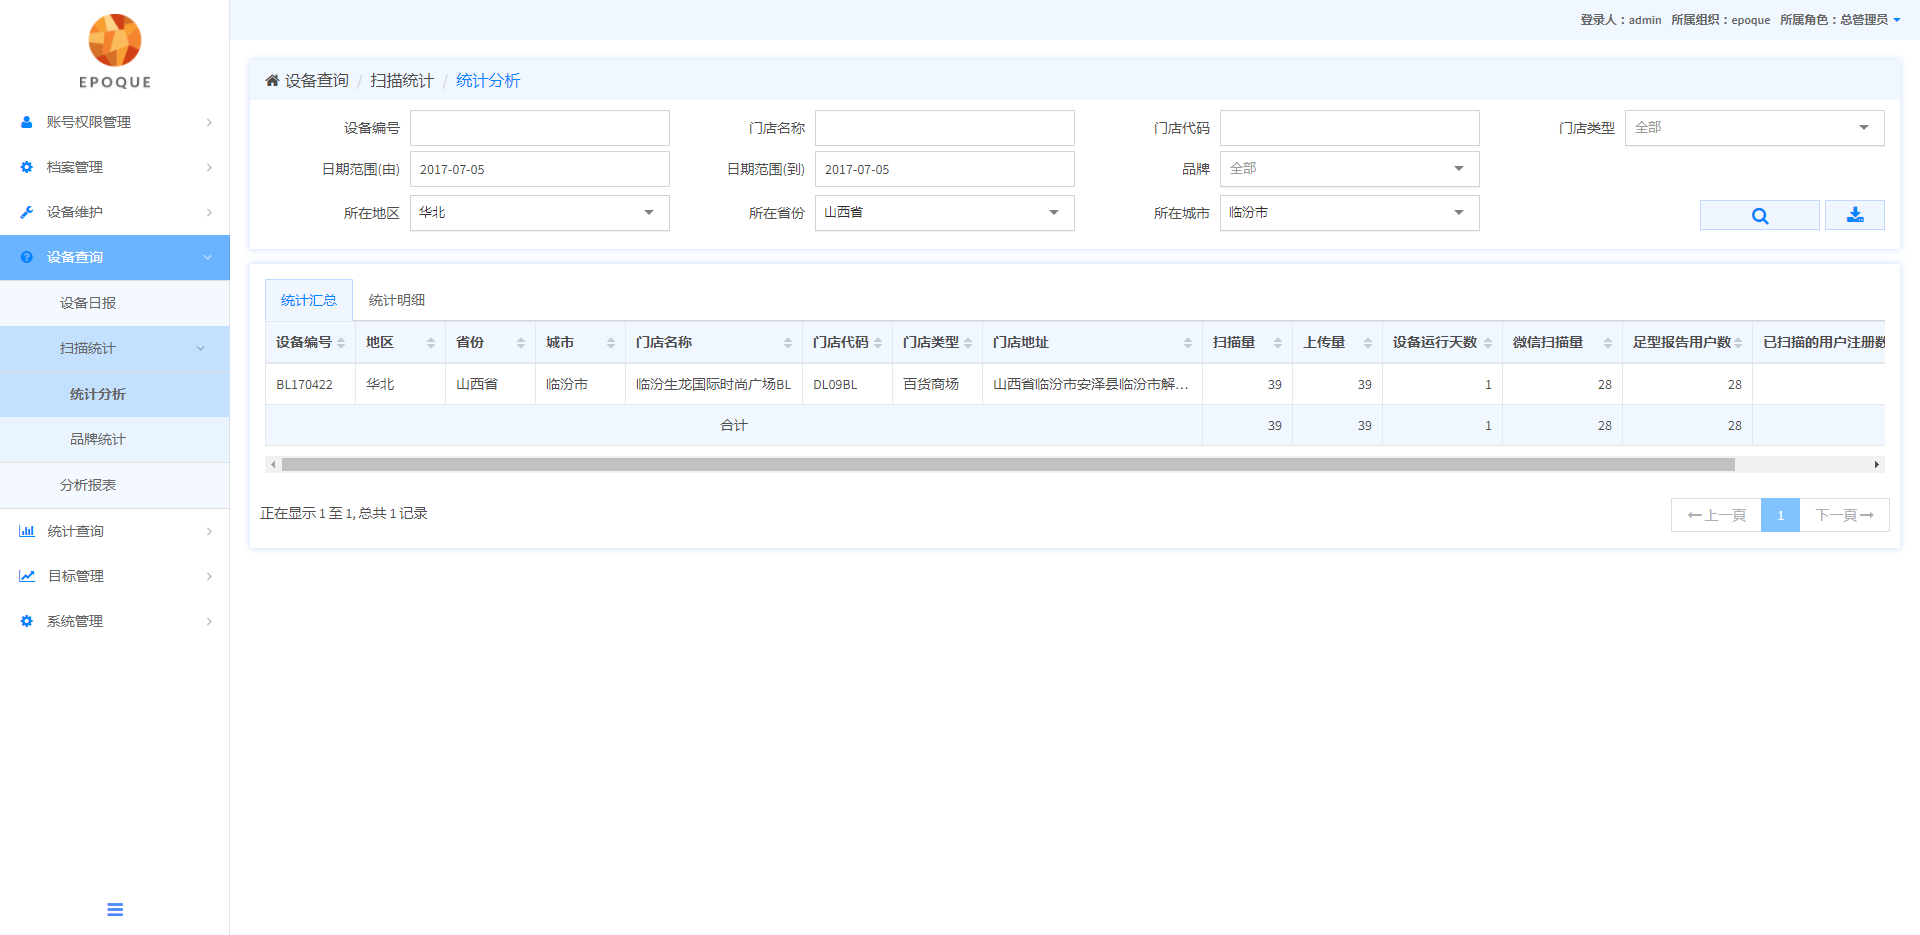 登录人：admin 所属组织：epoque 所属角色：总管理员
EPOQUE
账号权限管理
档案管理
设备维护
设备查询
设备日报
扫描统计
统计分析
品牌统计
分析报表
统计查询
目标管理
系统管理
设备查询 / 扫描统计 / 统计分析
设备编号 门店名称 门店代码 门店类型 全部
日期范围(由) 2017-07-05 日期范围(到) 2017-07-05 品牌 全部
所在地区 华北 所在省份 山西省 所在城市 临汾市
统计汇总 统计明细
设备编号 地区 省份 城市 门店名称 门店代码 门店类型 门店地址 扫描量 上传量 设备运行天数 微信扫描量 足型报告用户数 已扫描的用户注册数
BL170422 华北 山西省 临汾市 临汾生龙国际时尚广场BL DL09BL 百货商场 山西省临汾市安泽县临汾市解... 39 39 1 28 28
合计 39 39 1 28 28
正在显示 1 至 1, 总共 1 记录
上一頁 1 下一頁